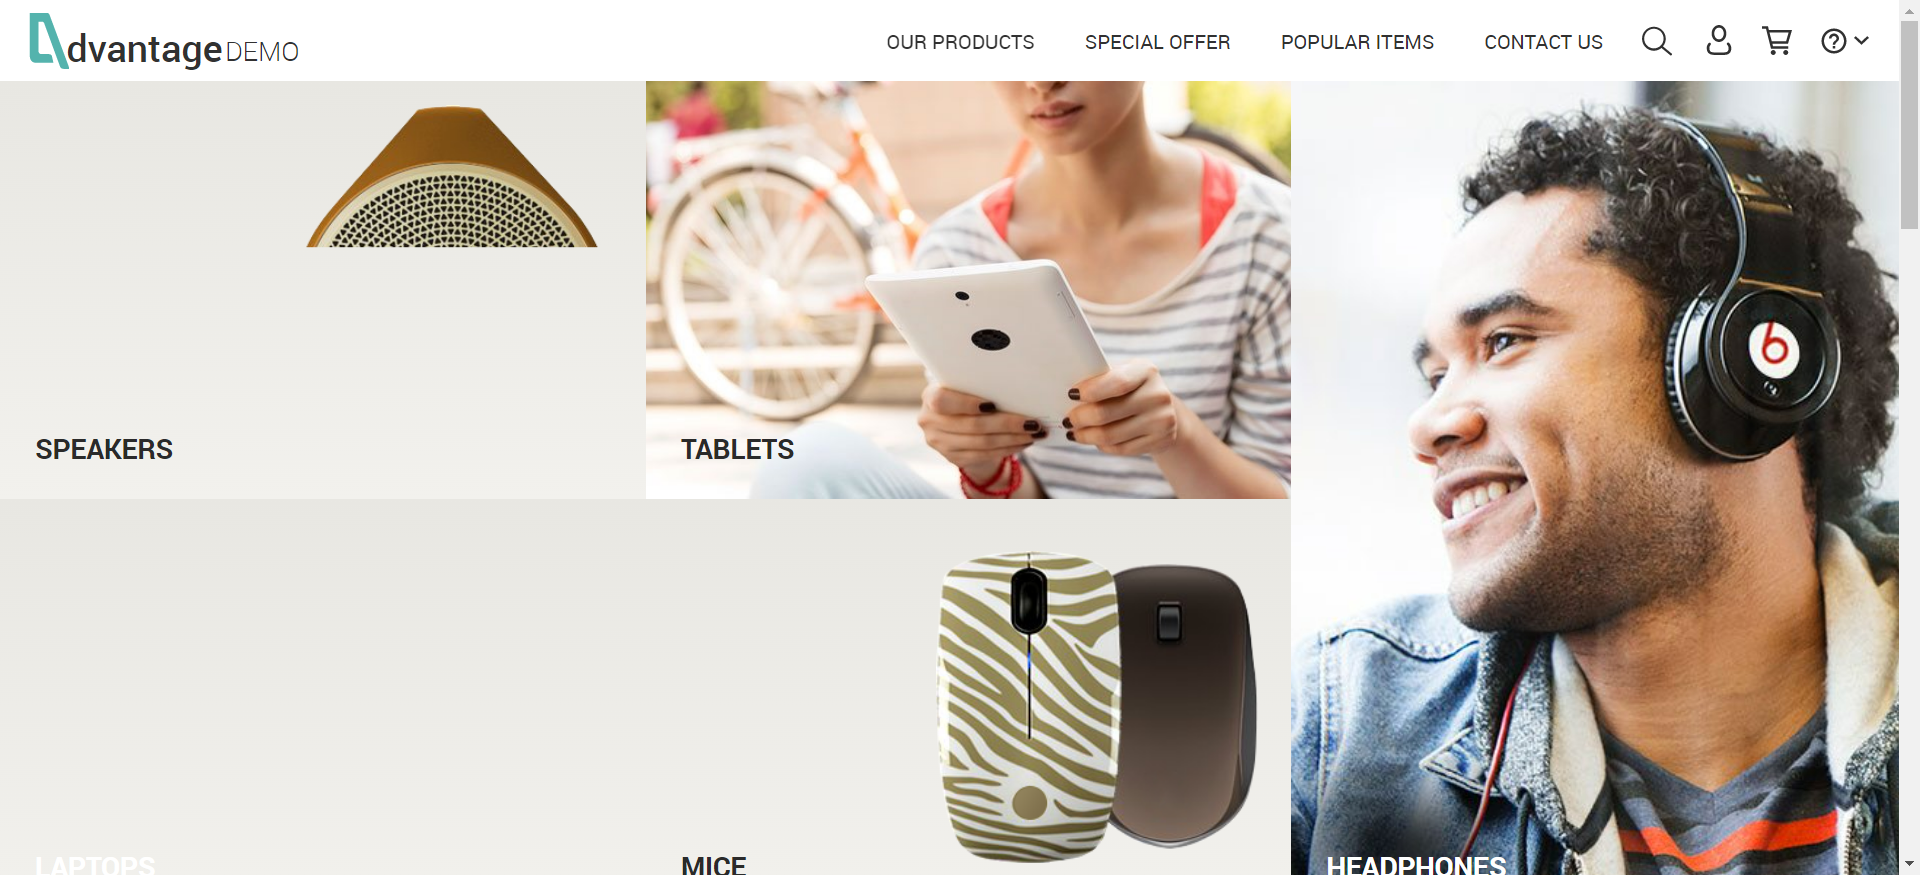 dvantage DEMO
OUR PRODUCTS SPECIAL OFFER POPULAR ITEMS CONTACT US
SPEAKERS
TABLETS
LAPTOPS
MICE
HEADPHONES